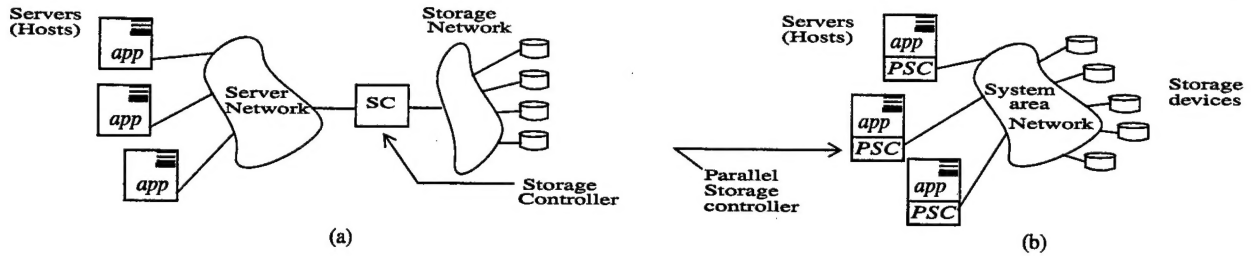 Servers
(Hosts)
app
app
app
Server
Network
SC
Storage
Network
Storage
Controller
(a)
Servers
(Hosts)
app
PSC
app
PSC
app
PSC
System
area
Network
Storage
devices
Parallel
Storage
controller
(b)